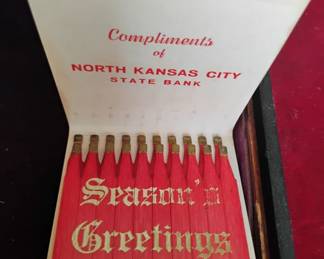 Compliments
of
NORTH KANSAS CITY
STATE BANK
Season's
Greetings